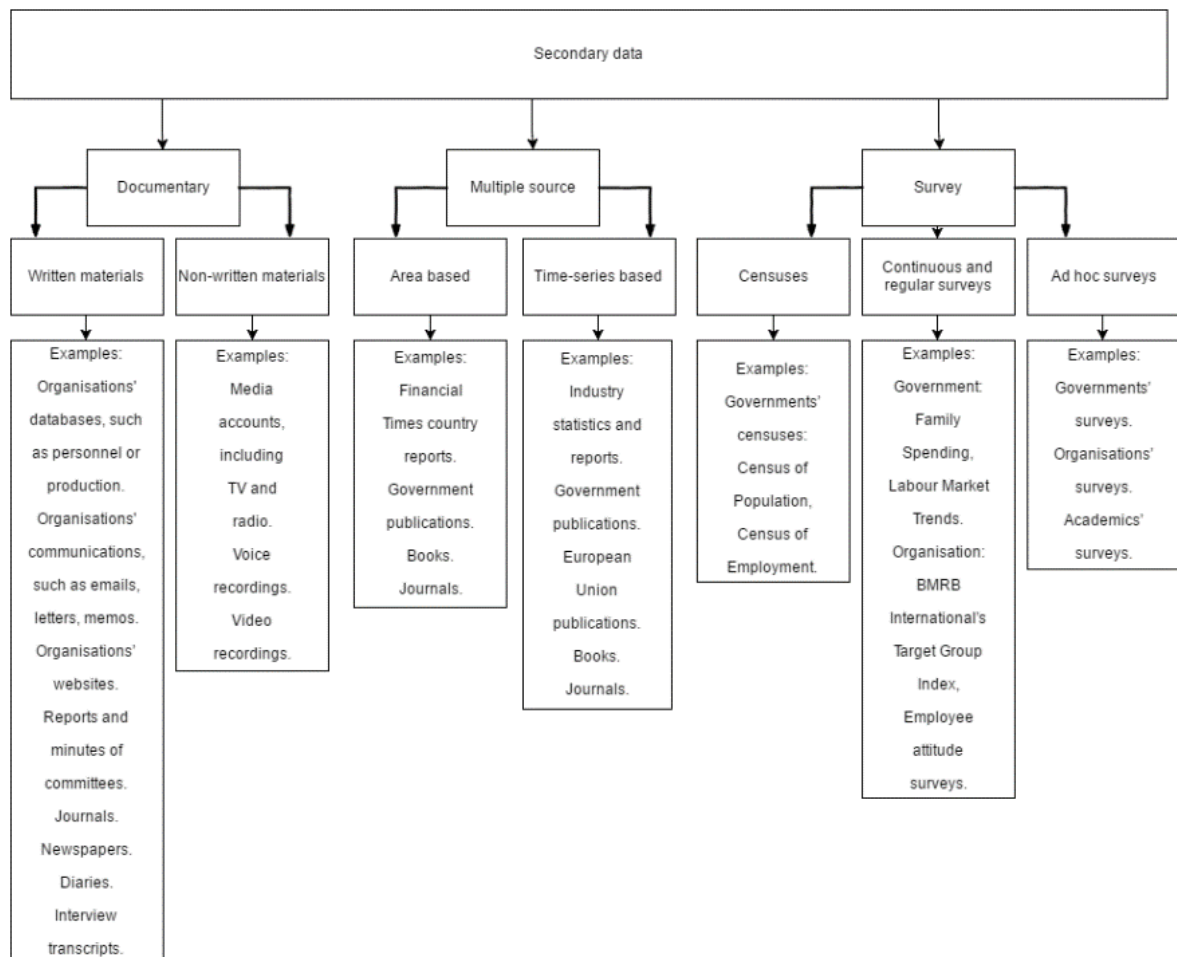 Secondary data
Documentary
Multiple source
Survey
Written materials
Non-written materials
Area based
Time-series based
Censuses
Continuous and
regular surveys
Ad hoc surveys
Examples:
Organisations'
databases, such
as personnel or
production.
Organisations'
communications,
such as emails,
letters, memos.
Organisations'
websites.
Reports and
minutes of
committees.
Journals.
Newspapers.
Diaries.
Interview
transcripts.
Examples:
Media
accounts,
including
TV and
radio.
Voice
recordings.
Video
recordings.
Examples:
Financial
Times country
reports.
Government
publications.
Books.
Journals.
Examples:
Industry
statistics and
reports.
Government
publications.
European
Union
publications.
Books.
Journals.
Examples:
Governments'
censuses:
Census of
Population,
Census of
Employment.
Examples:
Government:
Family
Spending,
Labour Market
Trends.
Organisation:
BMRB
International's
Target Group
Index,
Employee
attitude
surveys.
Examples:
Governments'
surveys.
Organisations'
surveys.
Academics'
surveys.